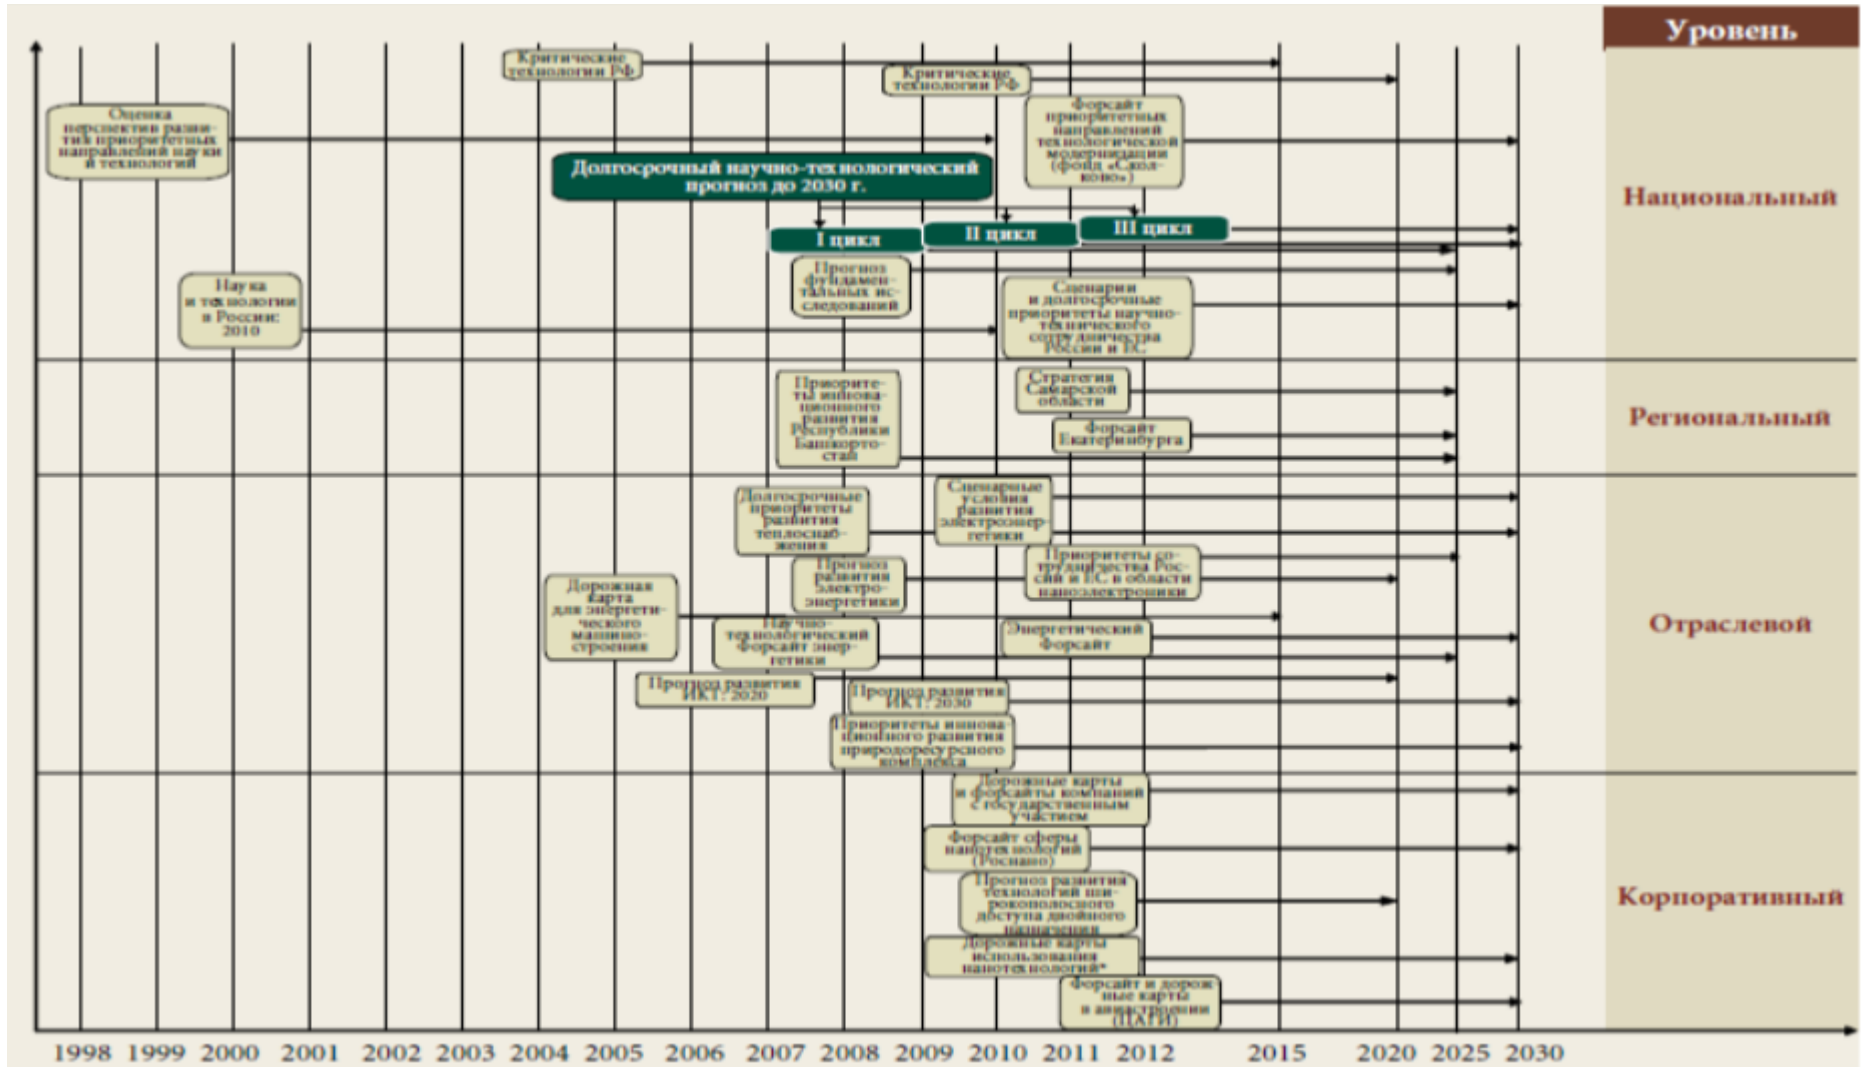 Уровень
Критические
технологии РФ
Критические
технологии РФ
Оценка
перспектив разви-
тия приоритетных
направлений науки
и технологий
Форсайт
приоритетных
направлений
технологической
модернизации
(фонд «Скол-
ково»)
Долгосрочный научно-технологический
прогноз до 2030 г.
Национальный
I цикл
II цикл
III цикл
Прогноз
фундамен-
тальных ис-
следований
Наука
и технологии
в России:
2010
Сценарии
и долгосрочные
приоритеты научно-
технического
сотрудничества
России и ЕС
Приорите-
ты иннова-
ционного
развития
Республики
Башкорто-
стан
Стратегия
Самарской
области
Форсайт
Екатеринбурга
Региональный
Долгосрочные
приоритеты
развития
теплоснаб-
жения
Сценарные
условия
развития
электроэнер-
гетики
Прогноз
развития
электро-
энергетики
Приоритеты со-
трудничества Рос-
сии и ЕС в области
наноэлектроники
Дорожная
карта
для энергети-
ческого
машино-
строения
Научно-
технологический
Форсайт энер-
гетики
Энергетический
Форсайт
Отраслевой
Прогноз развития
ИКТ: 2020
Прогноз развития
ИКТ: 2030
Приоритеты иннова-
ционного развития
природоресурсного
комплекса
Дорожные карты
и форсайты компаний
с государственным
участием
Форсайт сферы
нанотехнологий
(Роснано)
Прогноз развития
технологий ши-
рокополосного
доступа двойного
назначения
Корпоративный
Дорожные карты
использования
нанотехнологий*
Форсайт и дорож-
ные карты
в авиастроении
(ЦАГИ)
1998 1999 2000 2001 2002 2003 2004 2005 2006 2007 2008 2009 2010 2011 2012 2015 2020 2025 2030